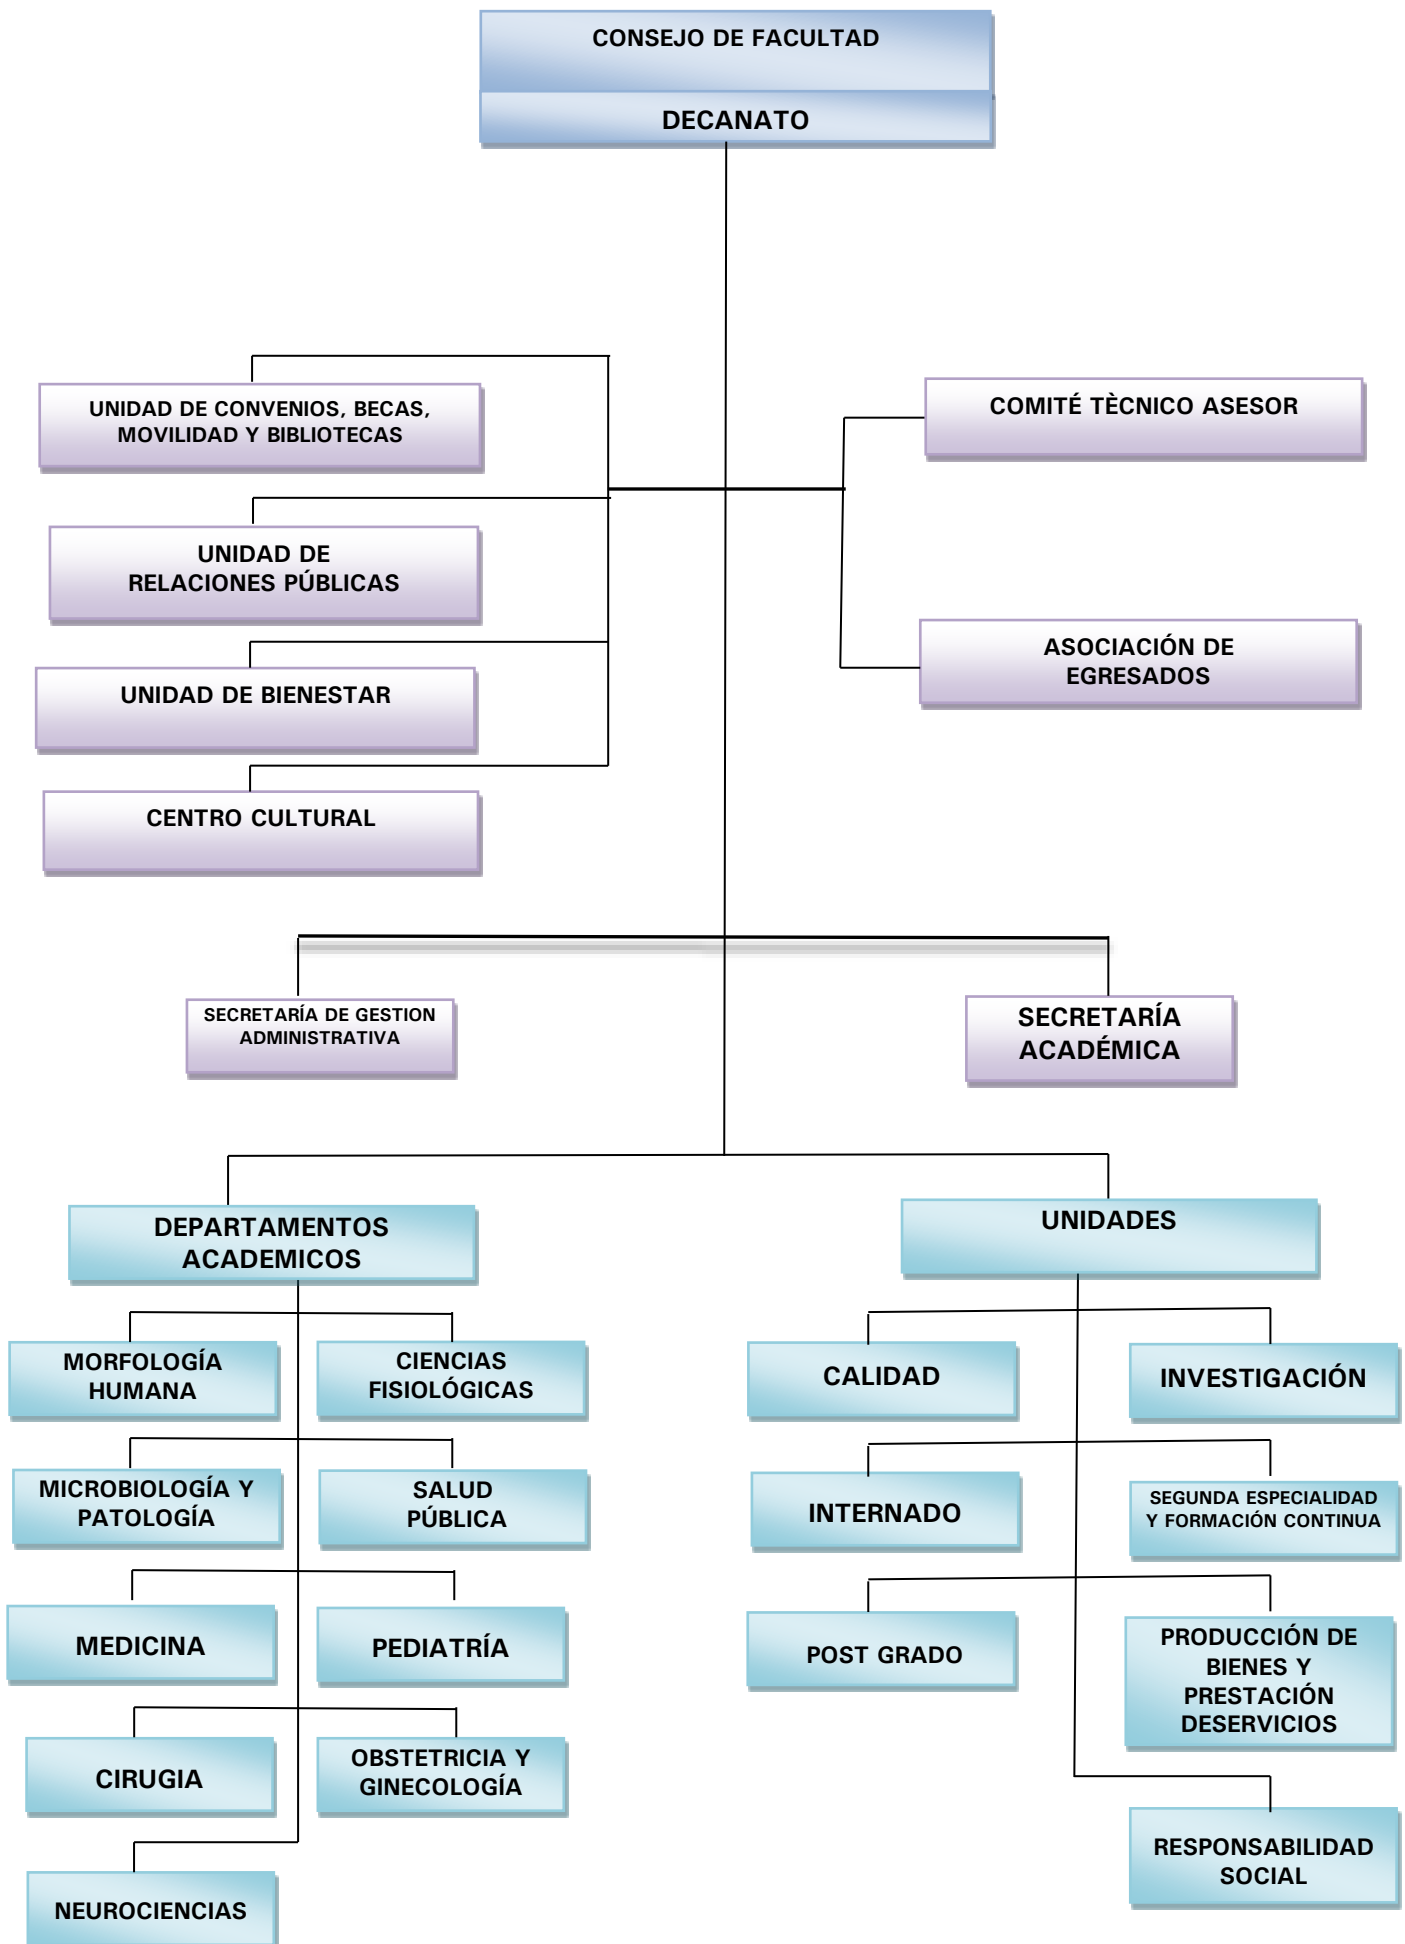 CONSEJO DE FACULTAD
DECANATO
UNIDAD DE CONVENIOS, BECAS,
MOVILIDAD Y BIBLIOTECAS
COMITÉ TÈCNICO ASESOR
UNIDAD DE
RELACIONES PÚBLICAS
ASOCIACIÓN DE
EGRESADOS
UNIDAD DE BIENESTAR
CENTRO CULTURAL
SECRETARÍA DE GESTION
ADMINISTRATIVA
SECRETARÍA
ACADÉMICA
DEPARTAMENTOS
ACADEMICOS
UNIDADES
MORFOLOGÍA
HUMANA
CIENCIAS
FISIOLÓGICAS
CALIDAD
INVESTIGACIÓN
MICROBIOLOGÍA Y
PATOLOGÍA
SALUD
PÚBLICA
INTERNADO
SEGUNDA ESPECIALIDAD
Y FORMACIÓN CONTINUA
MEDICINA
PEDIATRÍA
POST GRADO
PRODUCCIÓN DE
BIENES Y
PRESTACIÓN
DESERVICIOS
CIRUGIA
OBSTETRICIA Y
GINECOLOGÍA
RESPONSABILIDAD
SOCIAL
NEUROCIENCIAS